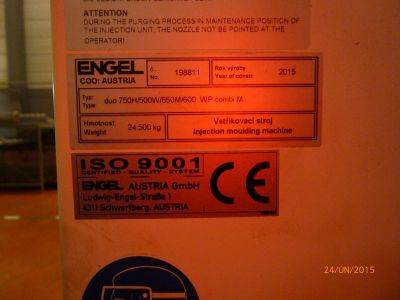 ATTENTION
DURING THE PURGING PROCESS IN MAINTENANCE POSITION OF
THE INJECTION UNIT, THE NOZZLE NOT BE POINTED AT THE
OPERATOR!
ENGEL
COO: AUSTRIA
č.
No.
198811
Rok výroby
Year of constr.
2015
Typ:
Type:
duo 750H/500W/650M/600 WP combi M
Hmotnost
Weight
24.500 kg
Vstřikovací stroj
Injection moulding machine
ISO 9001
CERTIFIED - QUALITY - SYSTEM
ENGEL AUSTRIA GmbH
Ludwig-Engel-Straße 1
4311 Schwertberg, AUSTRIA
CE
24/ÚN/2015